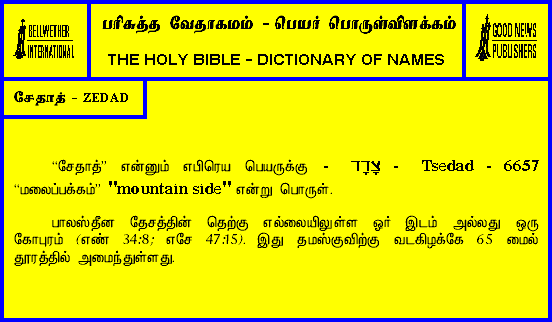 BELLWETHER
INTERNATIONAL
பரிசுத்த வேதாகமம் - பெயர் பொருள்விளக்கம்
THE HOLY BIBLE - DICTIONARY OF NAMES
GOOD NEWS
PUBLISHERS
சேதாத் - ZEDAD
“சேதாத்” என்னும் எபிரெய பெயருக்கு - צָדָד - Tsedad - 6657
“மலைப்பக்கம்” "mountain side" என்று பொருள்.
பாலஸ்தீன தேசத்தின் தெற்கு எல்லையிலுள்ள ஓர் இடம் அல்லது ஒரு
கோபுரம் (எண் 34:8; எசே 47:15). இது தமஸ்குவிற்கு வடகிழக்கே 65 மைல்
தூரத்தில் அமைந்துள்ளது.